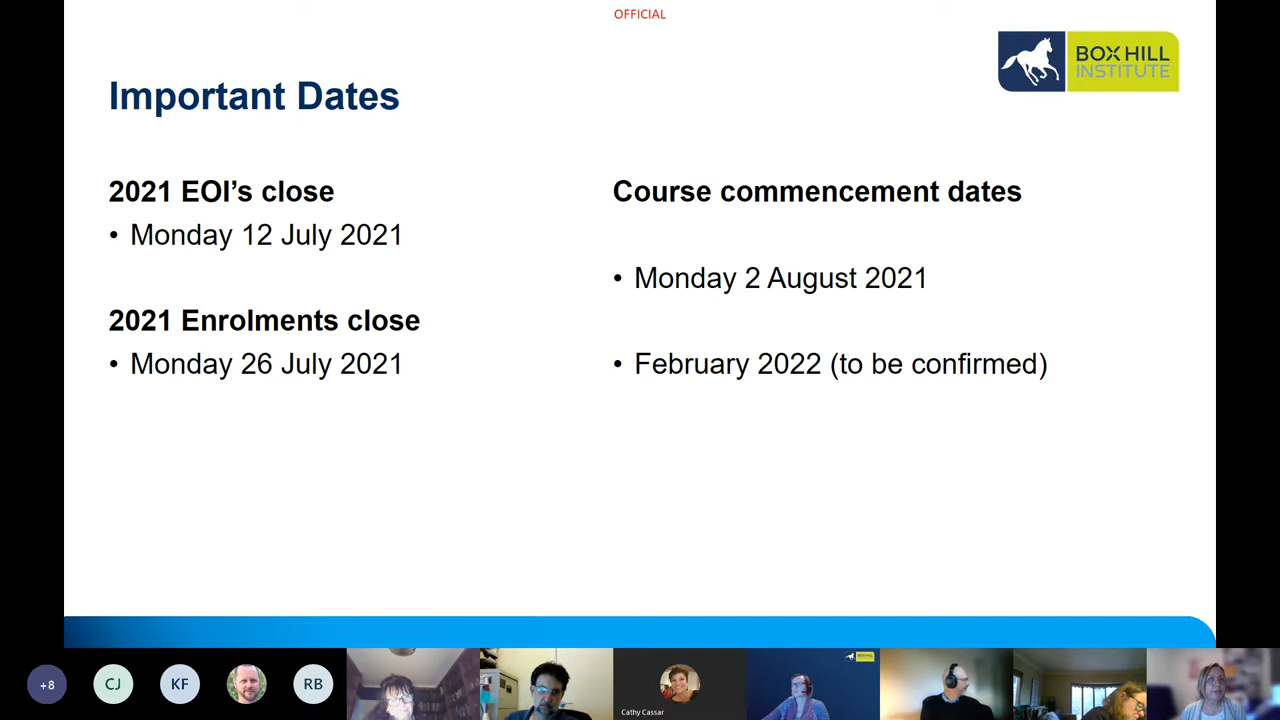 OFFICIAL
BOX HILL
INSTITUTE
Important Dates
2021 EOI’s close
• Monday 12 July 2021
2021 Enrolments close
• Monday 26 July 2021
Course commencement dates
• Monday 2 August 2021
• February 2022 (to be confirmed)
+8
CJ
KF
RB
Cathy Cassar
BOX HILL